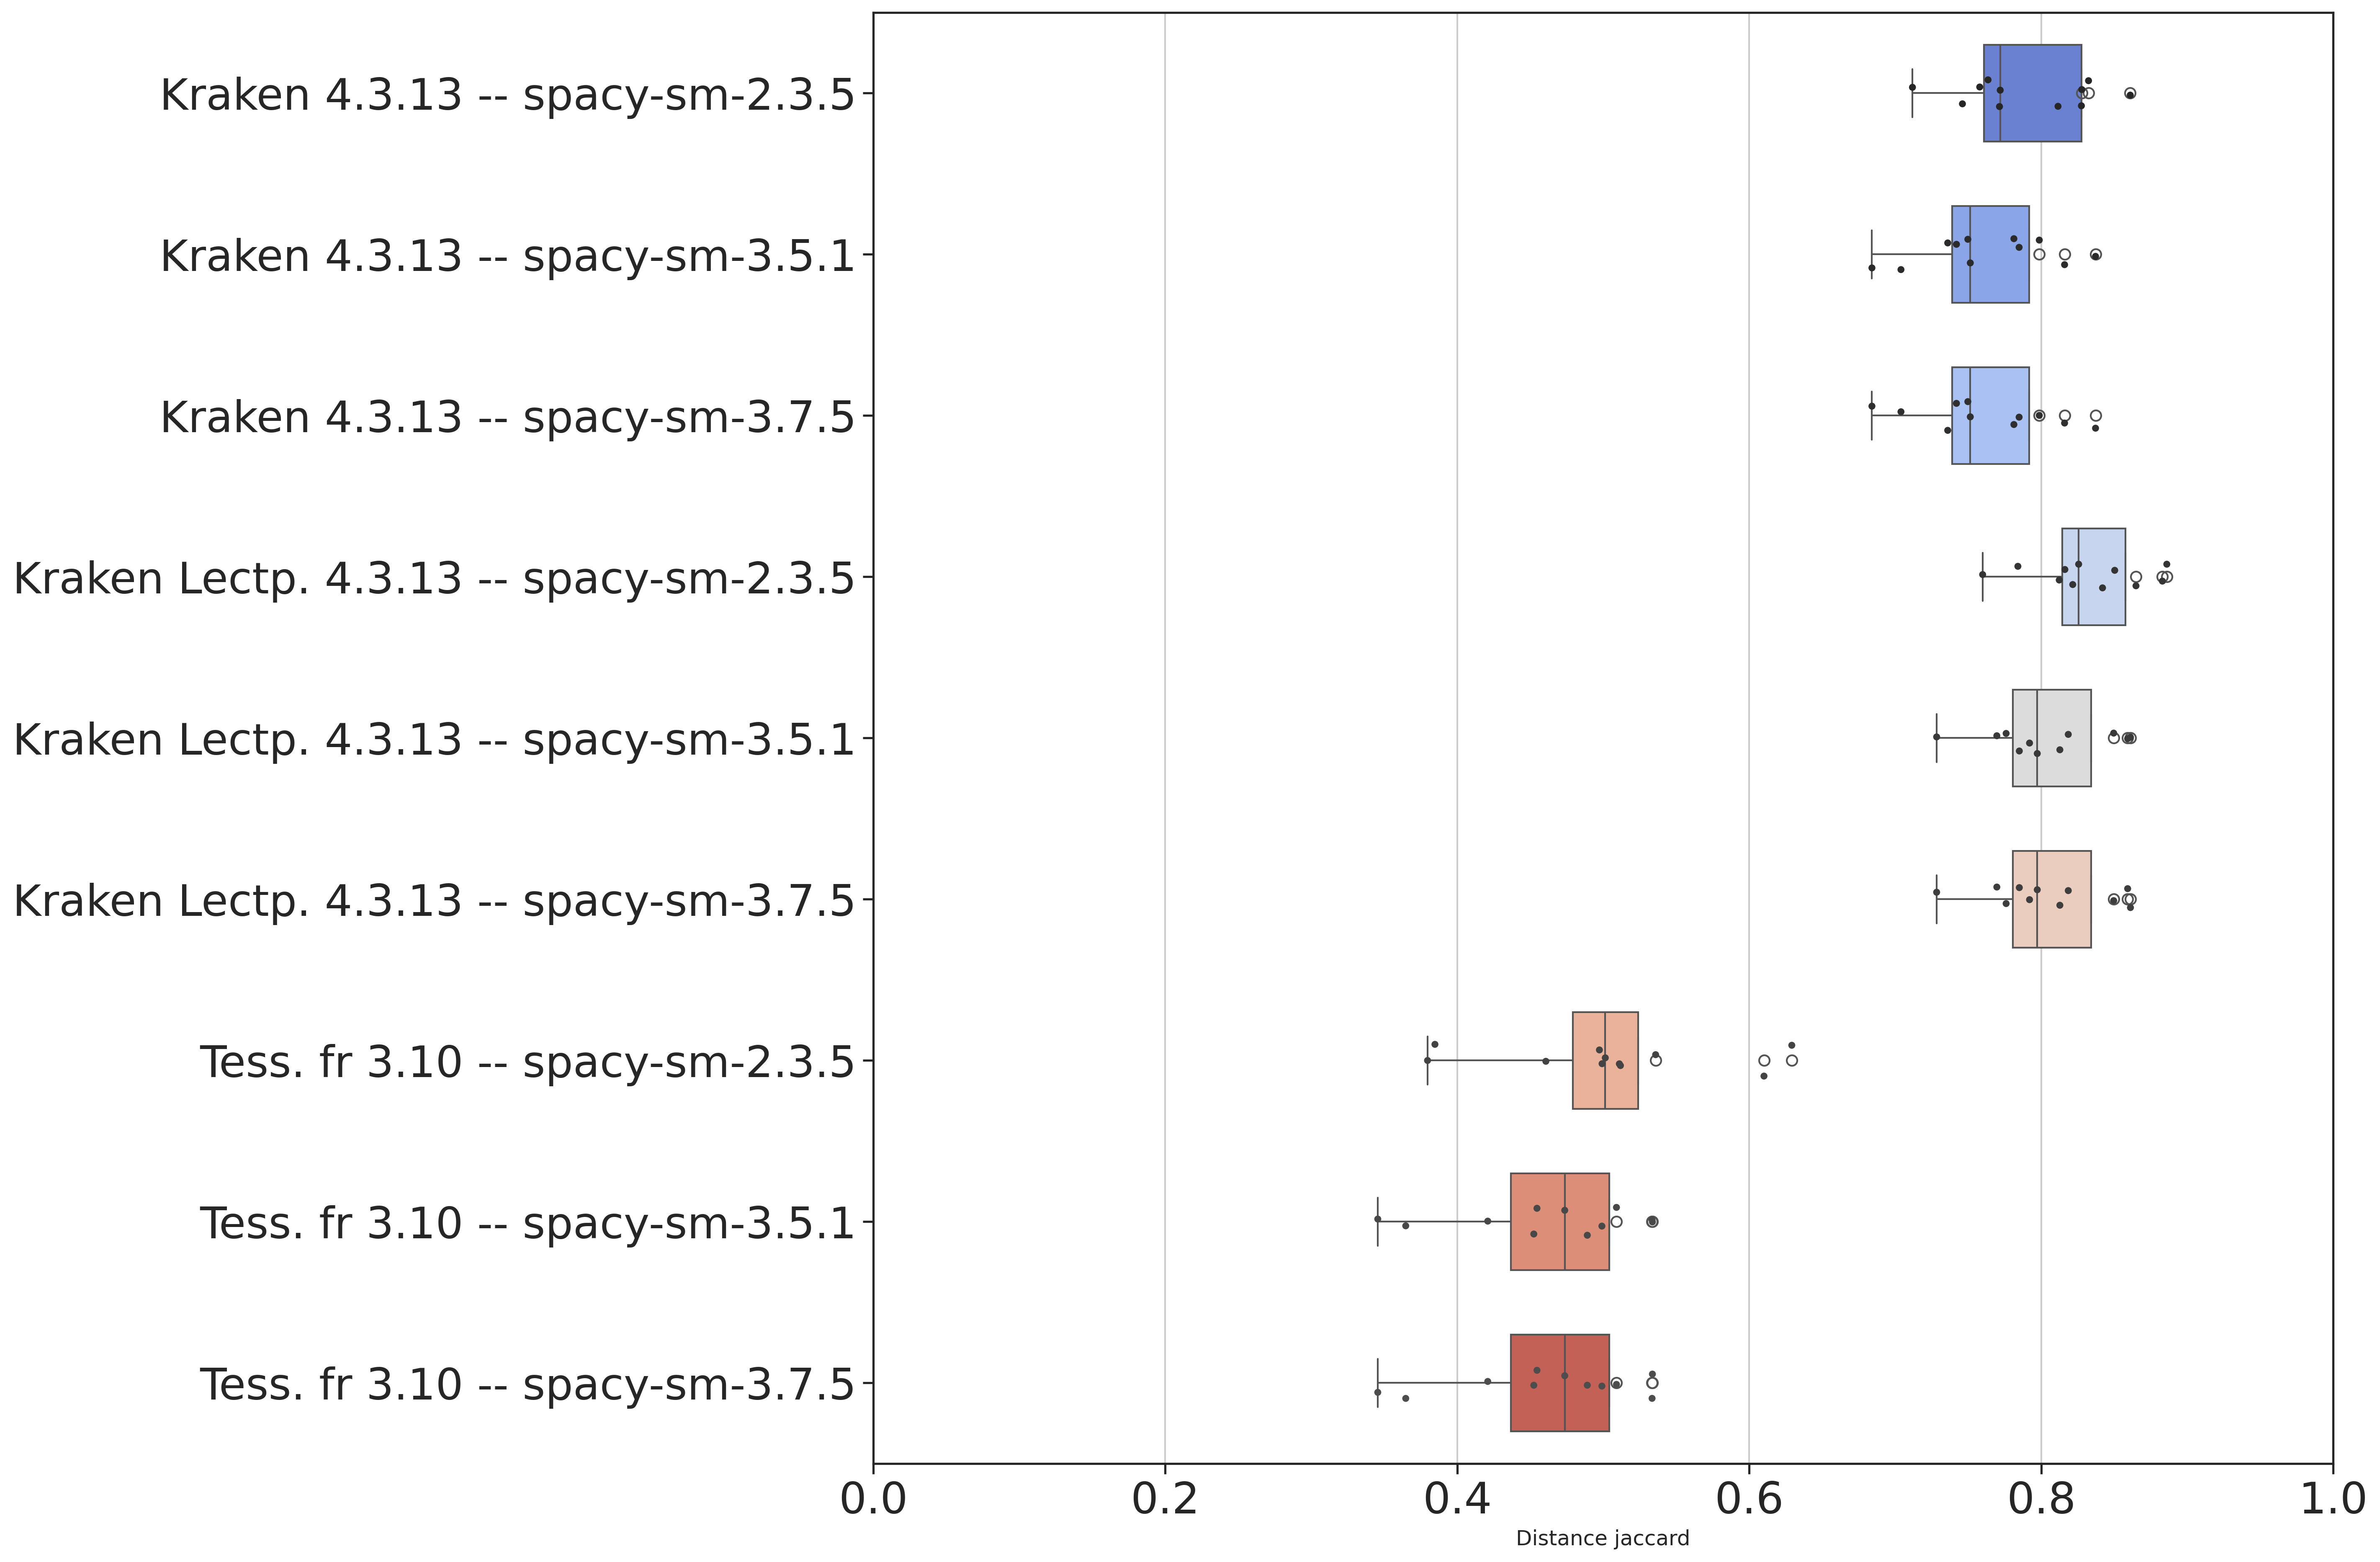 Kraken 4.3.13 -- spacy-sm-2.3.5
Kraken 4.3.13 -- spacy-sm-3.5.1
Kraken 4.3.13 -- spacy-sm-3.7.5
Kraken Lectp. 4.3.13 -- spacy-sm-2.3.5
Kraken Lectp. 4.3.13 -- spacy-sm-3.5.1
Kraken Lectp. 4.3.13 -- spacy-sm-3.7.5
Tess. fr 3.10 -- spacy-sm-2.3.5
Tess. fr 3.10 -- spacy-sm-3.5.1
Tess. fr 3.10 -- spacy-sm-3.7.5
0.0 0.2 0.4 0.6 0.8 1.0
Distance jaccard